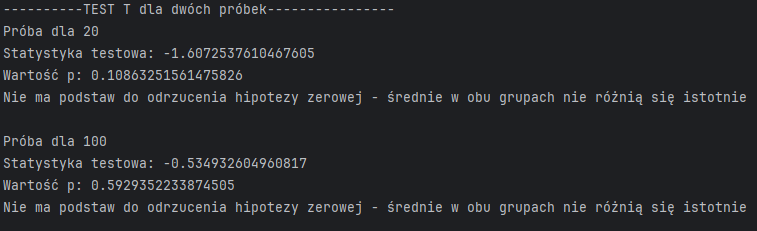 ----------TEST T dla dwóch próbek----------------
Próba dla 20
Statystyka testowa: -1.6072537610467605
Wartość p: 0.10863251561475826
Nie ma podstaw do odrzucenia hipotezy zerowej - średnie w obu grupach nie różnią się istotnie
Próba dla 100
Statystyka testowa: -0.534932604960817
Wartość p: 0.5929352233874505
Nie ma podstaw do odrzucenia hipotezy zerowej - średnie w obu grupach nie różnią się istotnie